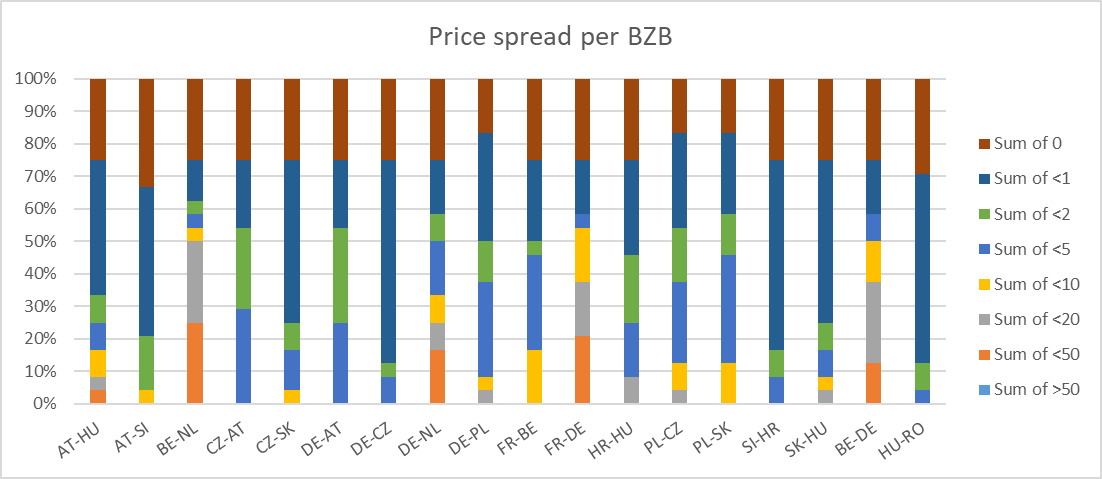 Price spread per BZB
100%
90%
80%
70%
60%
50%
40%
30%
20%
10%
0%
AT-HU
AT-SI
BE-NL
CZ-AT
CZ-SK
DE-AT
DE-CZ
DE-NL
DE-PL
FR-BE
FR-DE
HR-HU
PL-CZ
PL-SK
SI-HR
SK-HU
BE-DE
HU-RO
Sum of 0
Sum of <1
Sum of <2
Sum of <5
Sum of <10
Sum of <20
Sum of <50
Sum of >50